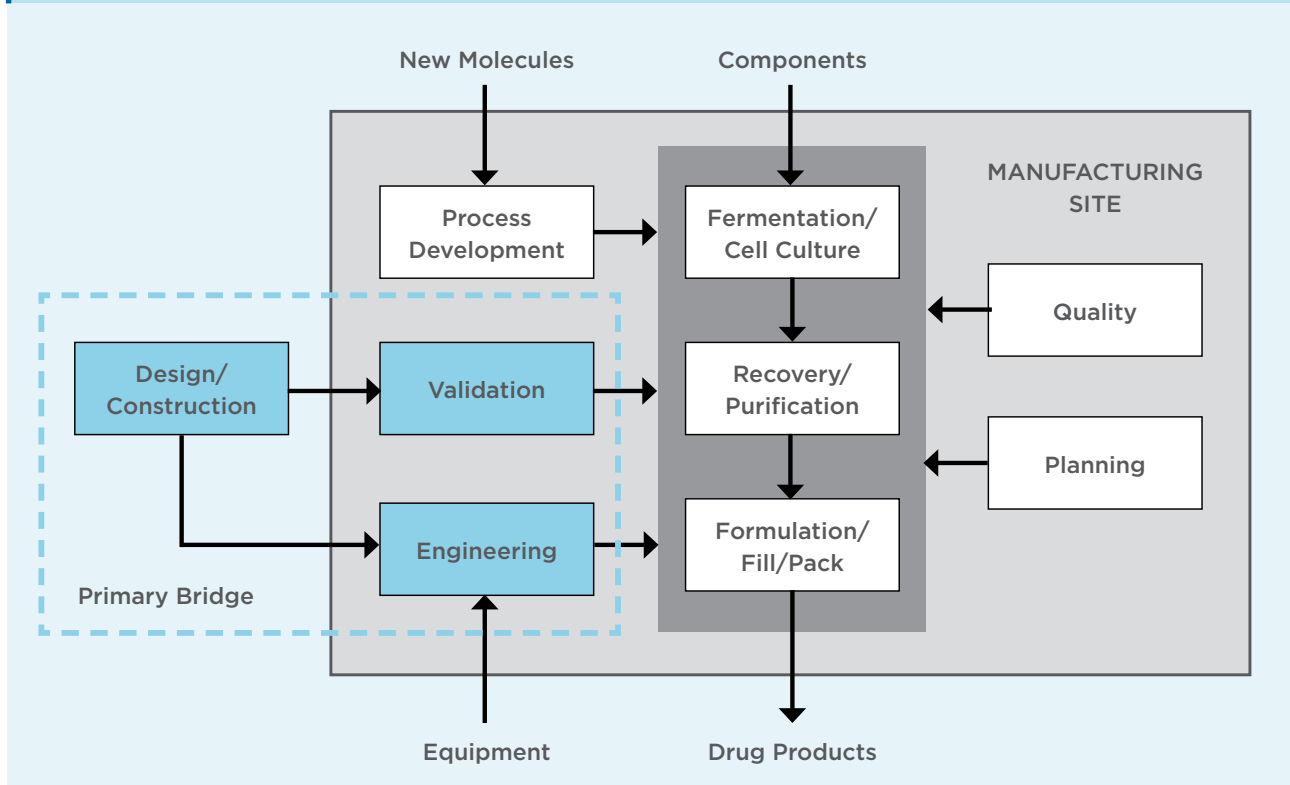 New Molecules
Components
MANUFACTURING
SITE
Process
Development
Fermentation/
Cell Culture
Quality
Design/
Construction
Validation
Recovery/
Purification
Planning
Engineering
Formulation/
Fill/Pack
Primary Bridge
Equipment
Drug Products